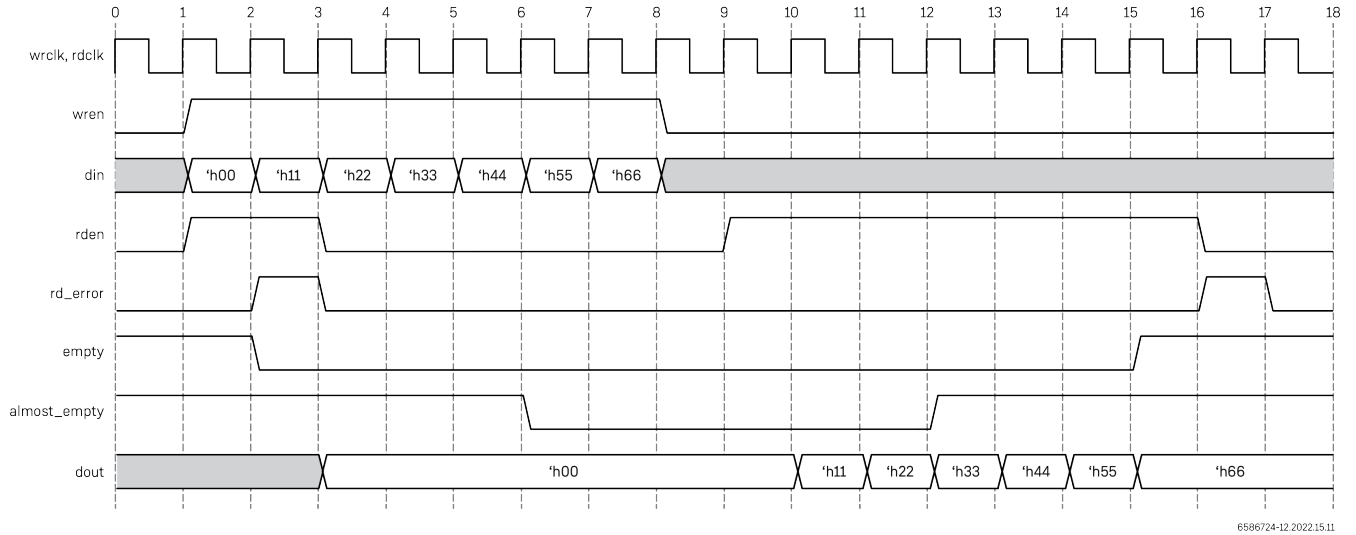 0 1 2 3 4 5 6 7 8 9 10 11 12 13 14 15 16 17 18
wrclk, rdclk
wren
din ‘h00 ‘h11 ‘h22 ‘h33 ‘h44 ‘h55 ‘h66
rden
rd_error
empty
almost_empty
dout ‘h00 ‘h11 ‘h22 ‘h33 ‘h44 ‘h55 ‘h66
6586724-12.2022.15.11